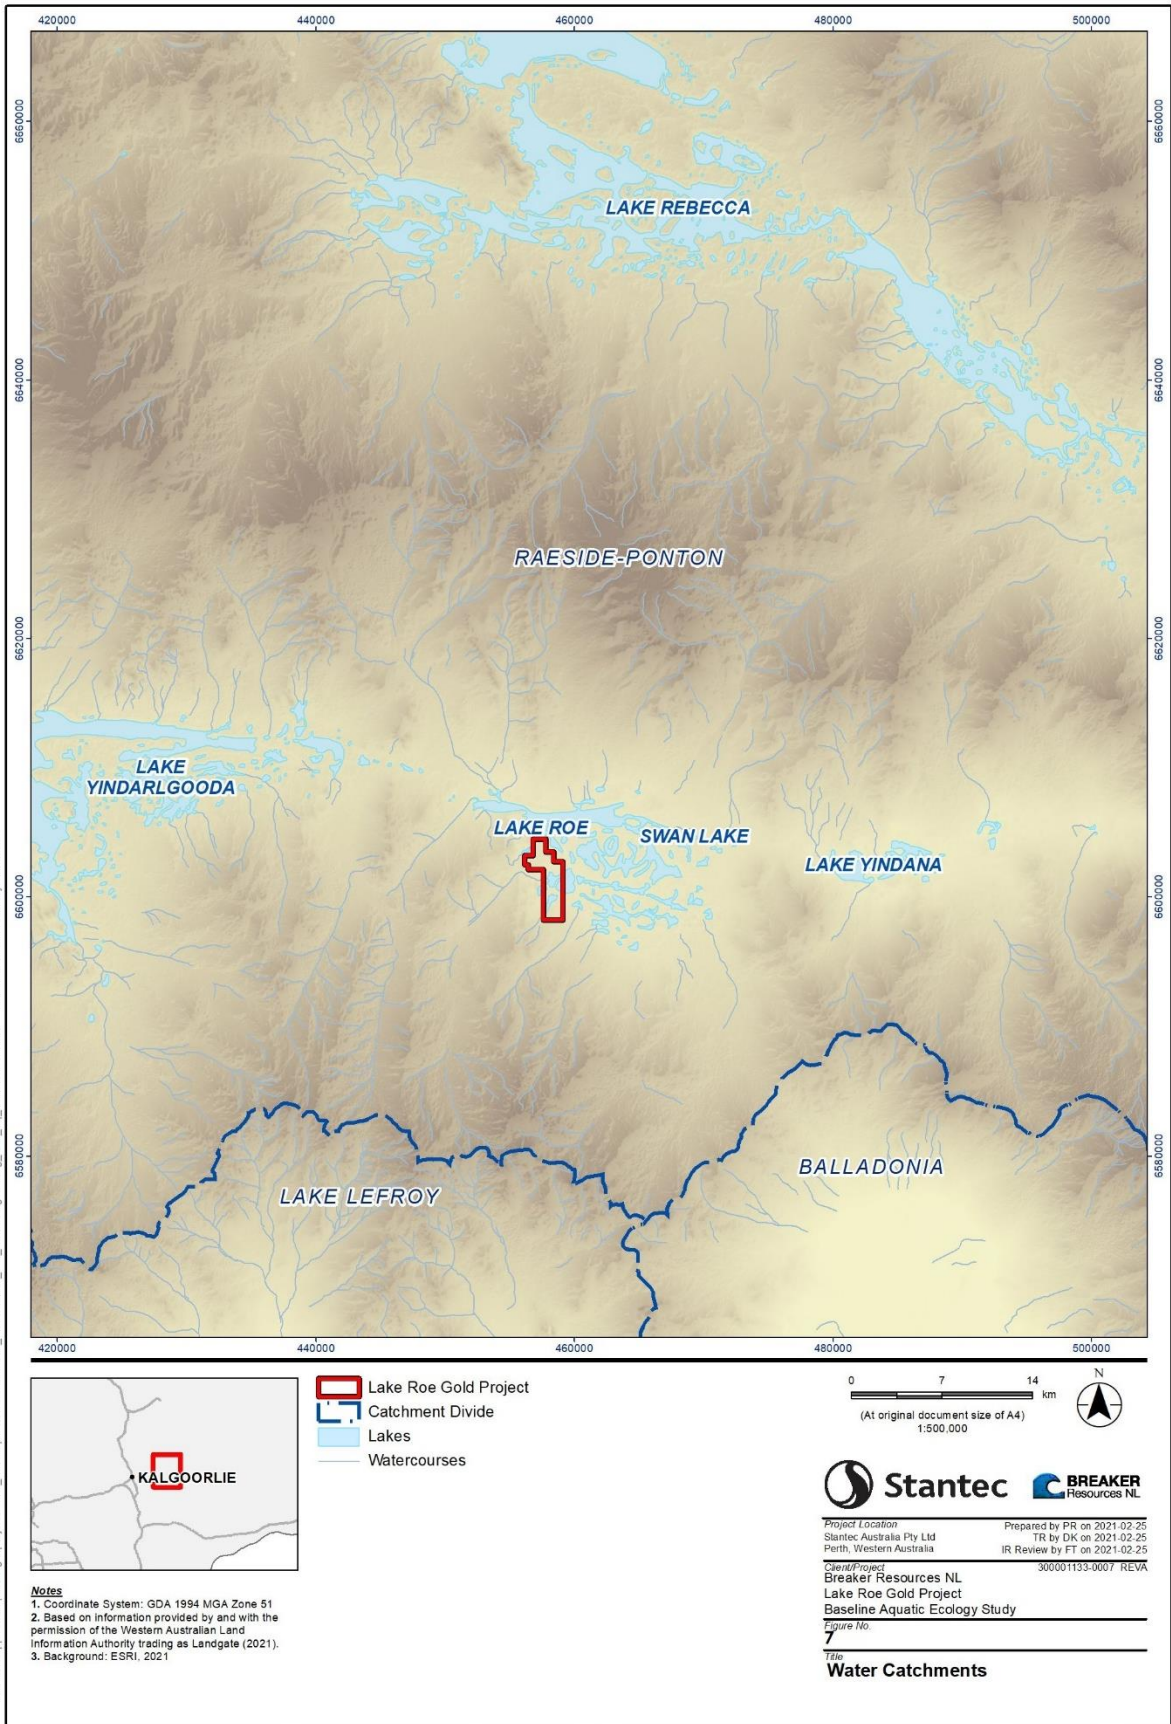 420000
440000
460000
480000
500000
6660000
6660000
LAKE REBECCA
6640000
6640000
RAESIDE-PONTON
6620000
6620000
LAKE
YINDARLGOODA
LAKE ROE
SWAN LAKE
LAKE YINDANA
6600000
6600000
6580000
6580000
BALLADONIA
LAKE LEFROY
420000
440000
460000
480000
500000
KALGOORLIE
Lake Roe Gold Project
Catchment Divide
Lakes
Watercourses
0 7 14
km
(At original document size of A4)
1:500,000
N
Stantec
BREAKER
Resources NL
Project Location
Stantec Australia Pty Ltd
Perth, Western Australia
Prepared by PR on 2021-02-25
TR by DK on 2021-02-25
IR Review by FT on 2021-02-25
Client/Project
300001133-0007 REVA
Breaker Resources NL
Lake Roe Gold Project
Baseline Aquatic Ecology Study
Figure No.
7
Title
Water Catchments
Notes
1. Coordinate System: GDA 1994 MGA Zone 51
2. Based on information provided by and with the
permission of the Western Australian Land
Information Authority trading as Landgate (2021).
3. Background: ESRI, 2021